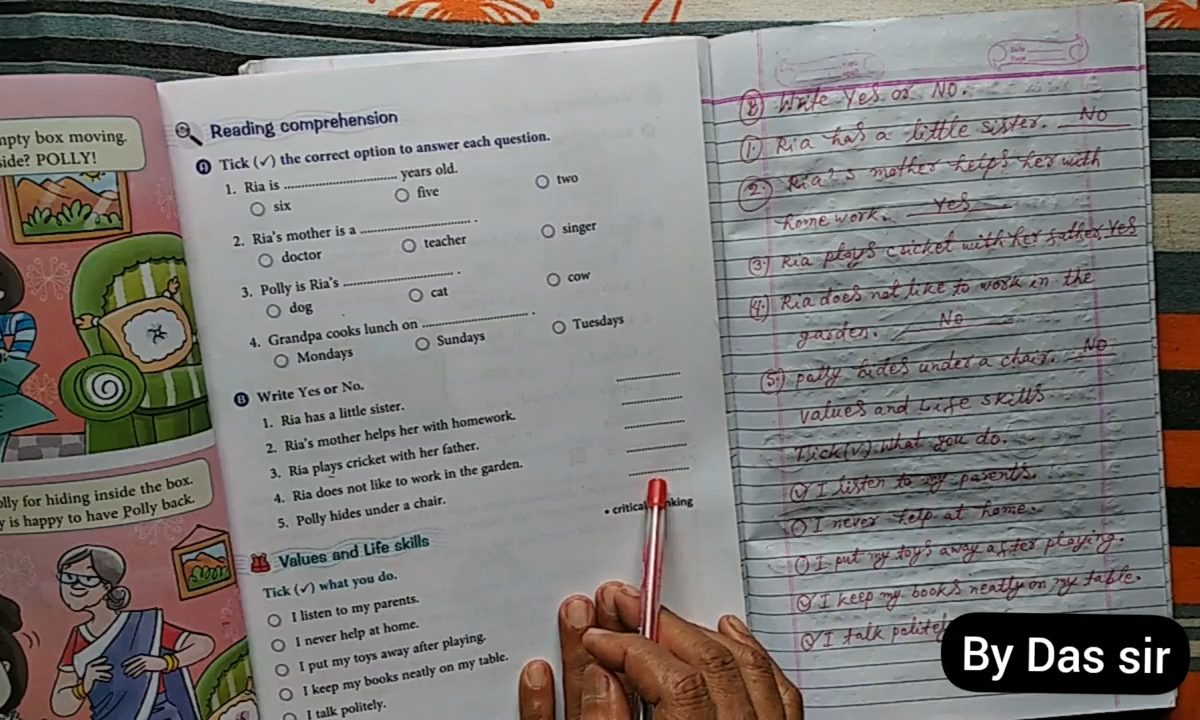 npty box moving.
side? POLLY!
olly for hiding inside the box.
y is happy to have Polly back.
Reading comprehension
A Tick (✓) the correct option to answer each question.
1. Ria is .............................. years old.
six five two
2. Ria's mother is a .............................. .
doctor teacher singer
3. Polly is Ria's .............................. .
dog cat cow
4. Grandpa cooks lunch on .............................. .
Mondays Sundays Tuesdays
B Write Yes or No.
1. Ria has a little sister. ....................
2. Ria's mother helps her with homework. ....................
3. Ria plays cricket with her father. ....................
4. Ria does not like to work in the garden. ....................
5. Polly hides under a chair. ....................
• critical
nking
Values and Life skills
Tick (✓) what you do.
I listen to my parents.
I never help at home.
I put my toys away after playing.
I keep my books neatly on my table.
I talk politely.
(B) Write Yes or No.
(1.) Ria has a little sister. No
(2.) Ria's mother helps her with
home work. Yes
(3.) Ria plays cricket with her father. Yes
(4.) Ria does not like to work in the
garden. No
(5.) polly hides under a chair. No
values and Life skills
Tick (✓) what you do.
I listen to my parents.
I never help at home.
I put my toys away after playing.
I keep my books neatly on my table.
I talk
By Das sir